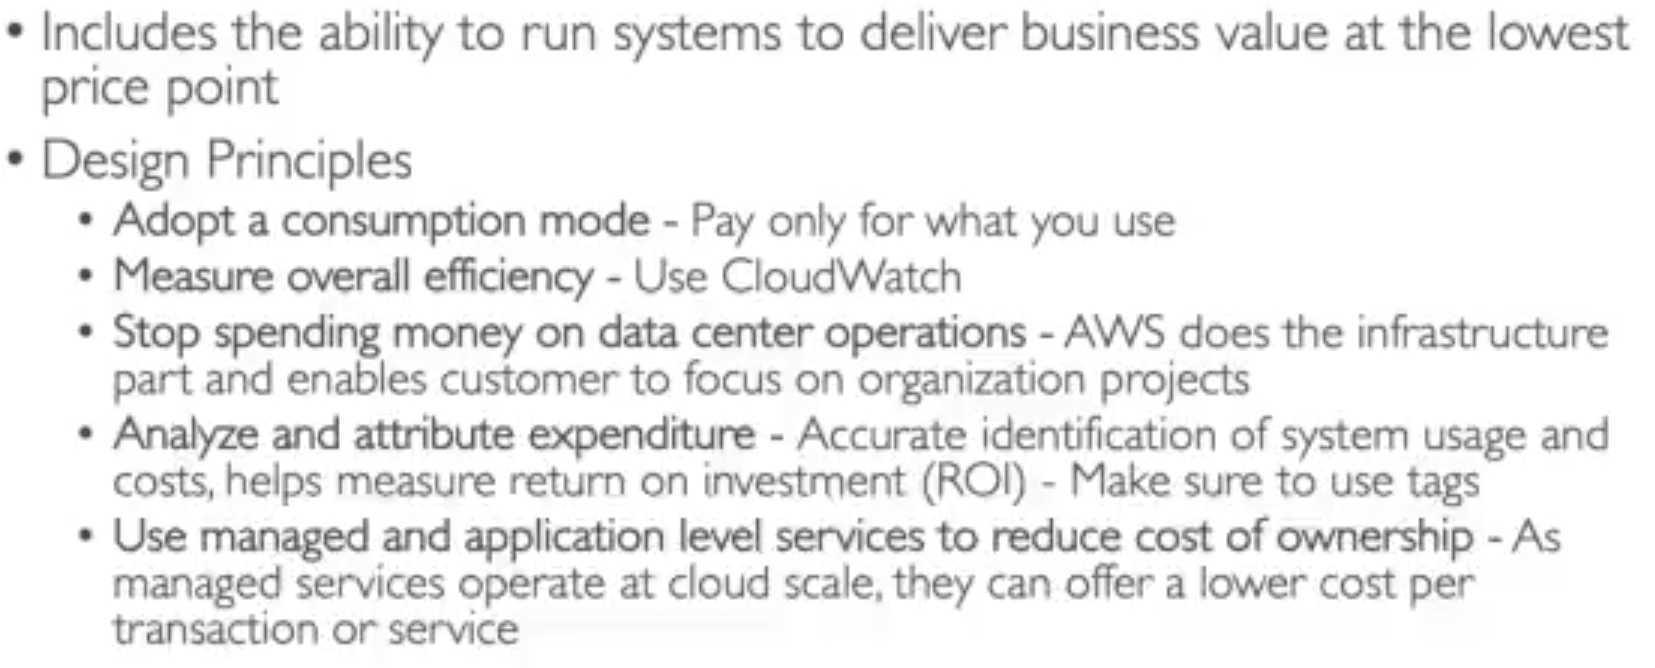 • Includes the ability to run systems to deliver business value at the lowest
price point
• Design Principles
• Adopt a consumption mode - Pay only for what you use
• Measure overall efficiency - Use CloudWatch
• Stop spending money on data center operations - AWS does the infrastructure
part and enables customer to focus on organization projects
• Analyze and attribute expenditure - Accurate identification of system usage and
costs, helps measure return on investment (ROI) - Make sure to use tags
• Use managed and application level services to reduce cost of ownership - As
managed services operate at cloud scale, they can offer a lower cost per
transaction or service